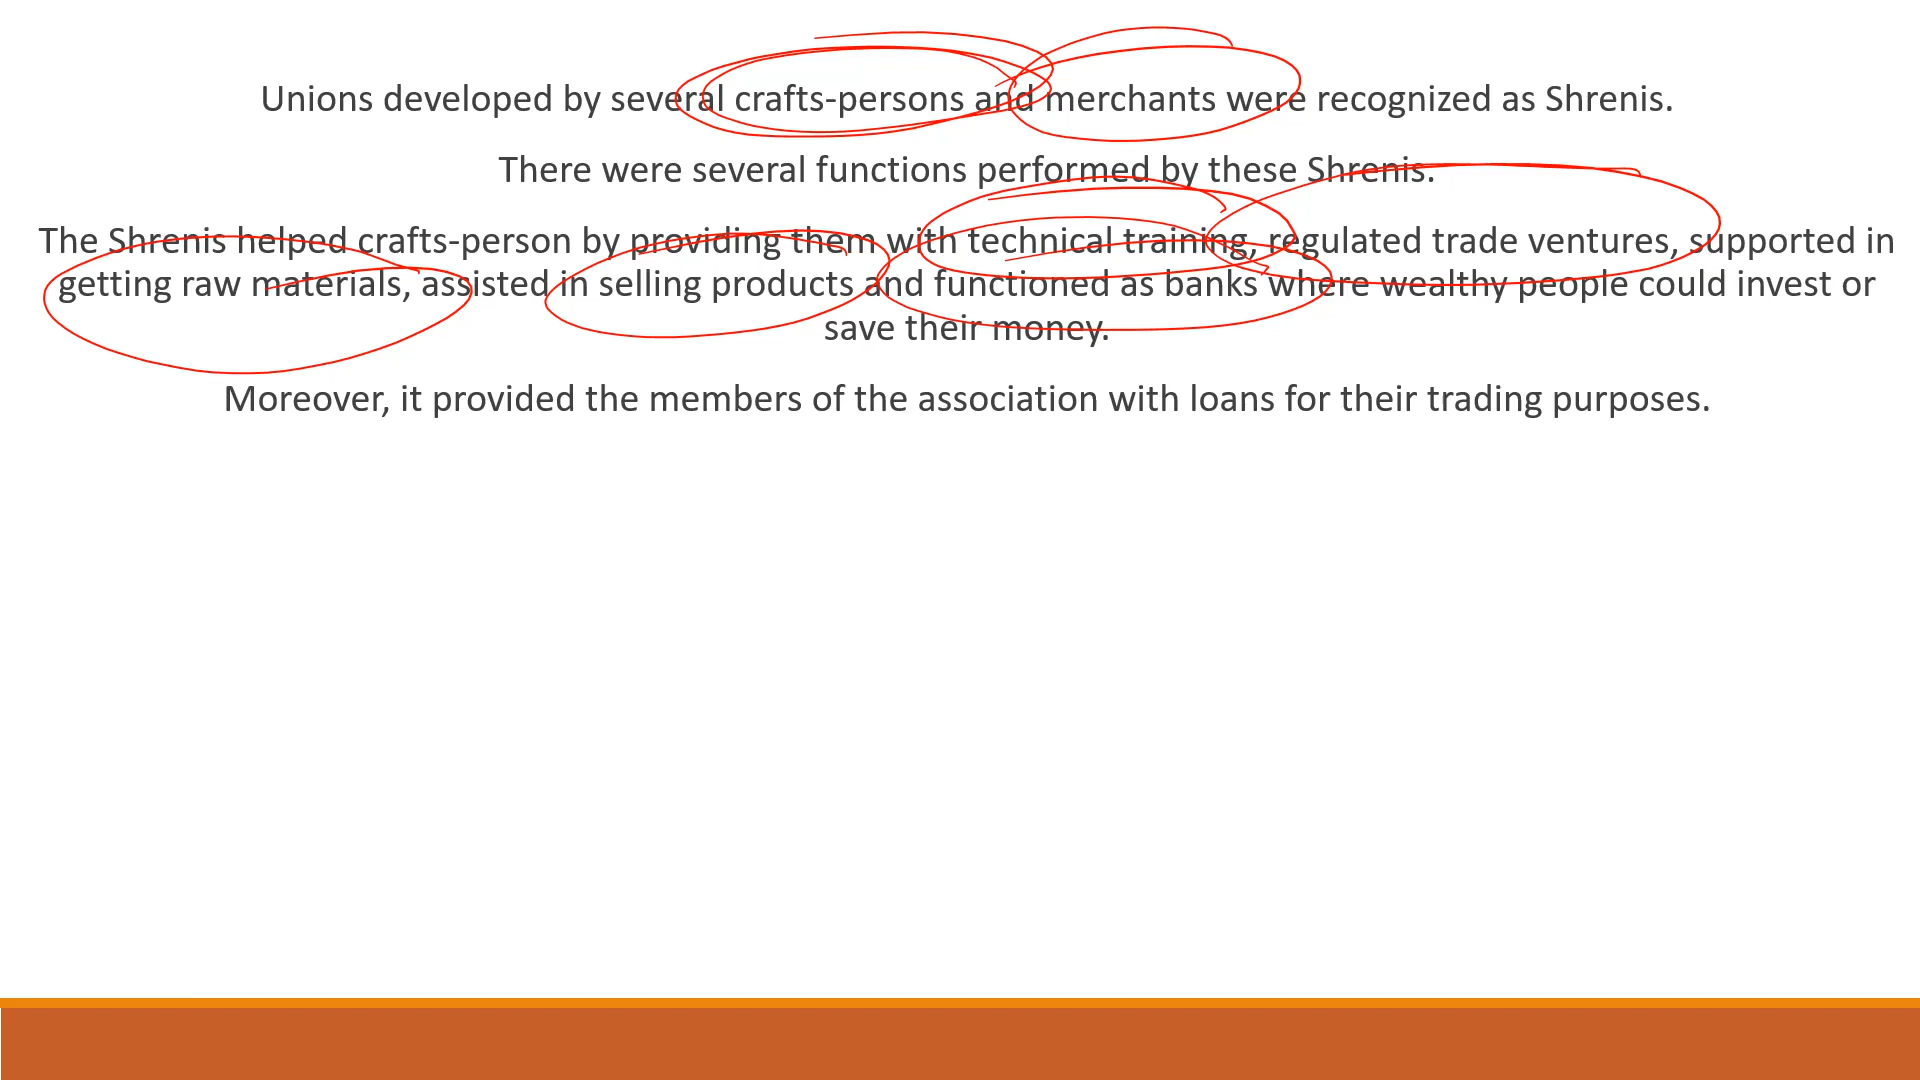 Unions developed by several crafts-persons and merchants were recognized as Shrenis.
There were several functions performed by these Shrenis.
The Shrenis helped crafts-person by providing them with technical training, regulated trade ventures, supported in
getting raw materials, assisted in selling products and functioned as banks where wealthy people could invest or
save their money.
Moreover, it provided the members of the association with loans for their trading purposes.